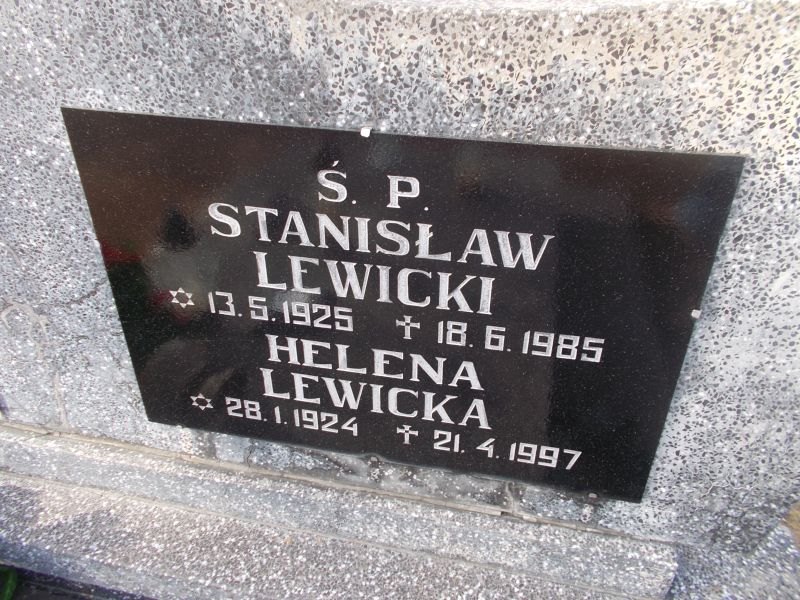 Ś. P.
STANISŁAW
LEWICKI
✡ 13. 5. 1925 ✝ 18. 6. 1985
HELENA
LEWICKA
✡ 28. 1. 1924 ✝ 21. 4. 1997